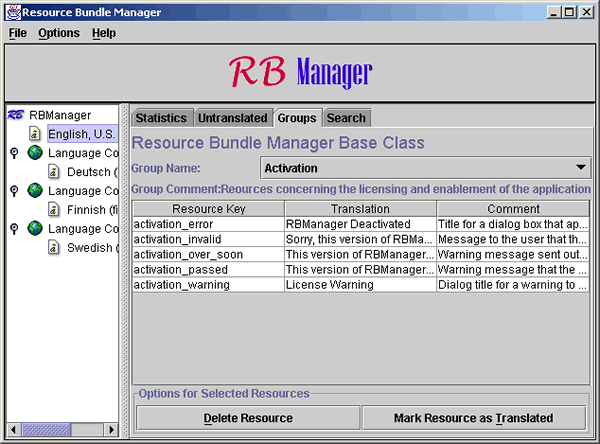 Resource Bundle Manager
File Options Help
RB Manager
RB RBManager
English, U.S.
Language Co
Deutsch (
Language Co
Finnish (fi
Language Co
Swedish (
Statistics Untranslated Groups Search
Resource Bundle Manager Base Class
Group Name: Activation
Group Comment:Reources concerning the licensing and enablement of the application
Resource Key Translation Comment
activation_error RBManager Deactivated Title for a dialog box that ap...
activation_invalid Sorry, this version of RBMa... Message to the user that th...
activation_over_soon This version of RBManager... Warning message sent out...
activation_passed This version of RBManager... Warning message that the ...
activation_warning License Warning Dialog title for a warning to ...
Options for Selected Resources
Delete Resource Mark Resource as Translated